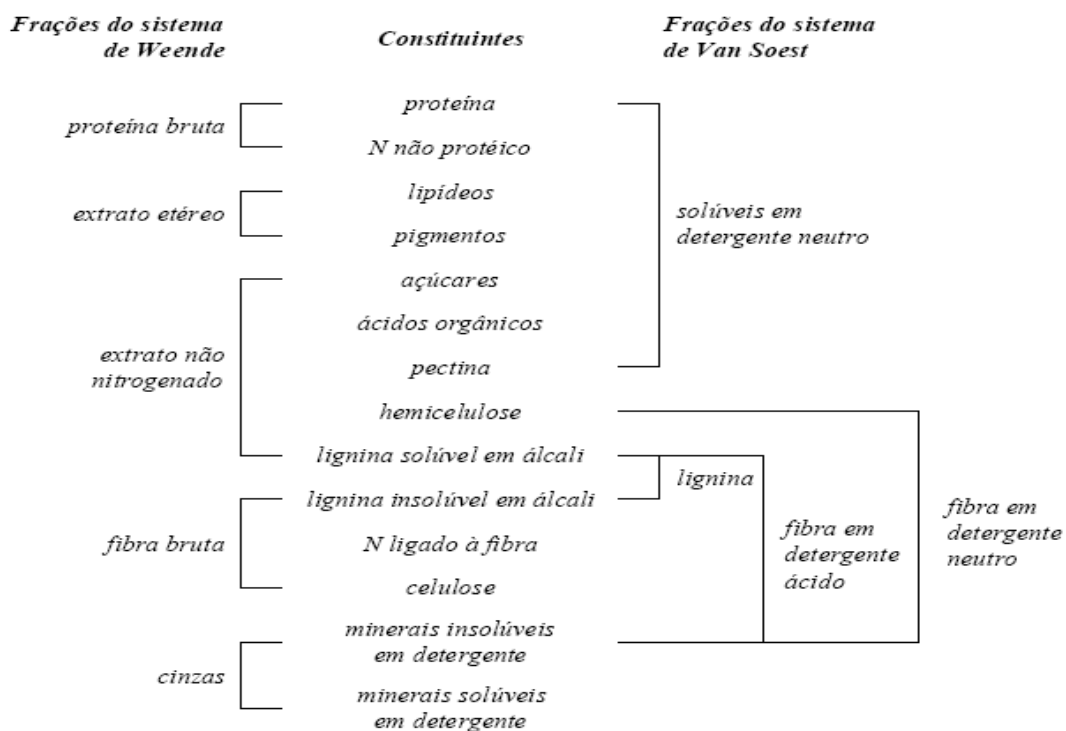 Frações do sistema
de Weende
Constituintes
Frações do sistema
de Van Soest
proteína bruta
proteína
N não protéico
extrato etéreo
lipídeos
pigmentos
solúveis em
detergente neutro
extrato não
nitrogenado
açúcares
ácidos orgânicos
pectina
hemicelulose
lignina solúvel em álcali
lignina
fibra bruta
lignina insolúvel em álcali
N ligado à fibra
celulose
fibra em
detergente
ácido
fibra em
detergente
neutro
cinzas
minerais insolúveis
em detergente
minerais solúveis
em detergente